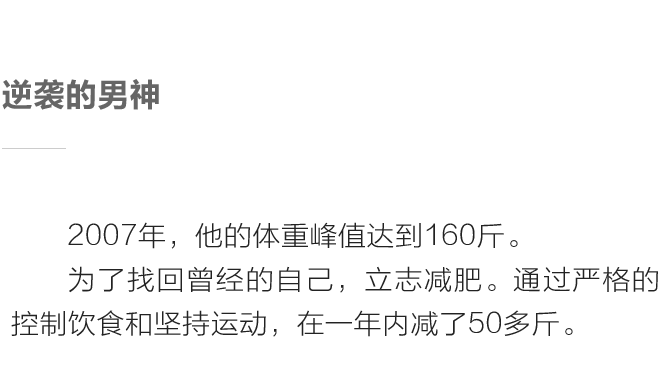 逆袭的男神
2007年，他的体重峰值达到160斤。
为了找回曾经的自己，立志减肥。通过严格的
控制饮食和坚持运动，在一年内减了50多斤。